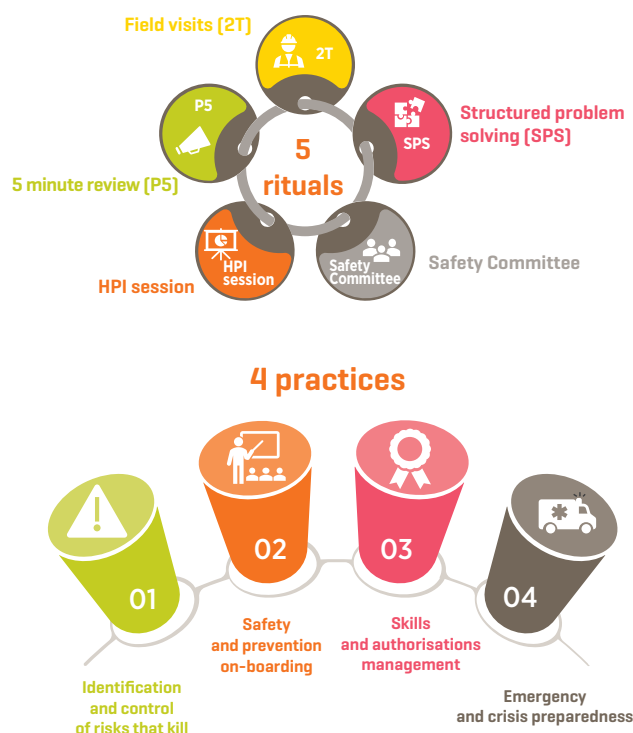 Field visits (2T)
2T
P5
SPS
Structured problem
solving (SPS)
5
rituals
5 minute review (P5)
HPI
session
Safety
Committee
Safety Committee
HPI session
4 practices
01
02
03
04
Safety
and prevention
on-boarding
Skills
and authorisations
management
Identification
and control
of risks that kill
Emergency
and crisis preparedness